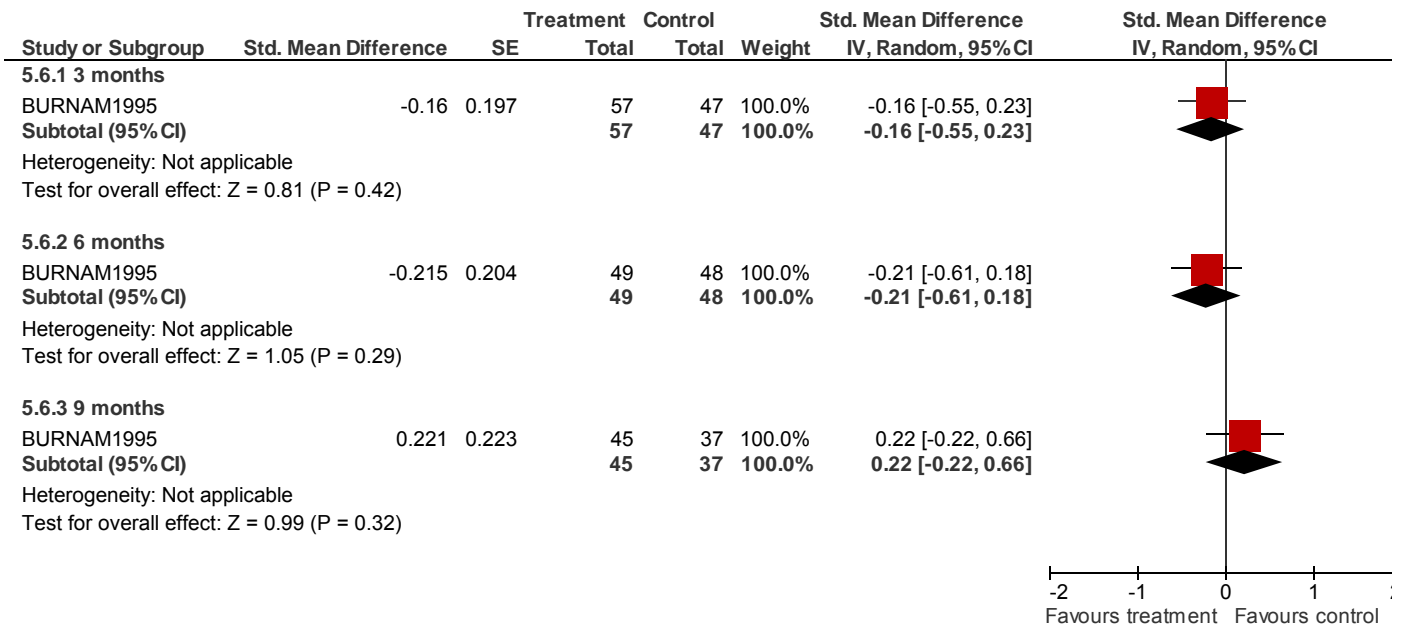 Treatment Control Std. Mean Difference Std. Mean Difference
Study or Subgroup Std. Mean Difference SE Total Total Weight IV, Random, 95% CI IV, Random, 95% CI
5.6.1 3 months
BURNAM1995 -0.16 0.197 57 47 100.0% -0.16 [-0.55, 0.23]
Subtotal (95% CI) 57 47 100.0% -0.16 [-0.55, 0.23]
Heterogeneity: Not applicable
Test for overall effect: Z = 0.81 (P = 0.42)
5.6.2 6 months
BURNAM1995 -0.215 0.204 49 48 100.0% -0.21 [-0.61, 0.18]
Subtotal (95% CI) 49 48 100.0% -0.21 [-0.61, 0.18]
Heterogeneity: Not applicable
Test for overall effect: Z = 1.05 (P = 0.29)
5.6.3 9 months
BURNAM1995 0.221 0.223 45 37 100.0% 0.22 [-0.22, 0.66]
Subtotal (95% CI) 45 37 100.0% 0.22 [-0.22, 0.66]
Heterogeneity: Not applicable
Test for overall effect: Z = 0.99 (P = 0.32)
-2 -1 0 1
Favours treatment Favours control